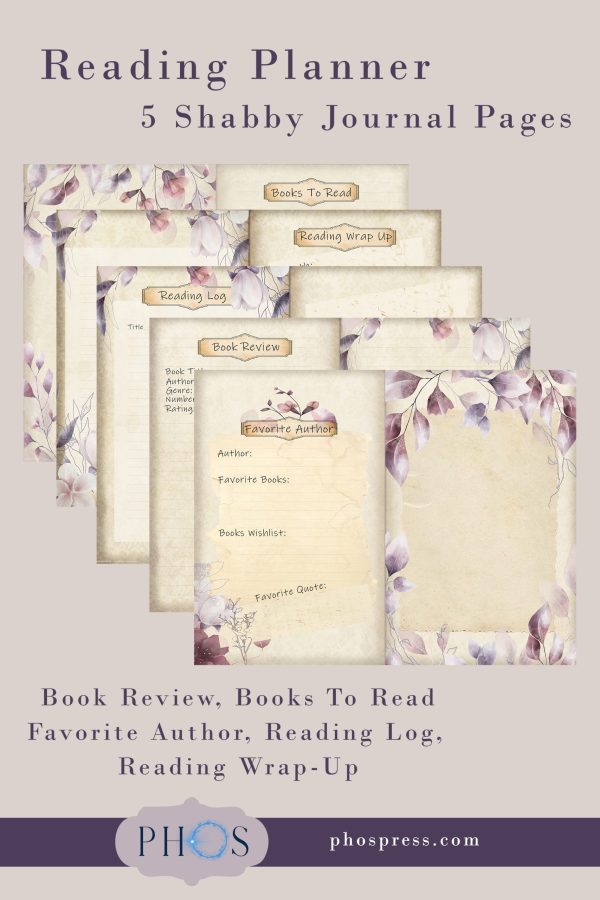 Reading Planner
5 Shabby Journal Pages
Books To Read
Reading Wrap Up
Reading Log
Title
Book Review
Author
Genre:
Number
Rating
Favorite Author
Author:
Favorite Books:
Books Wishlist:
Favorite Quote:
Book Review, Books To Read
Favorite Author, Reading Log,
Reading Wrap-Up
PHOS
phospress.com